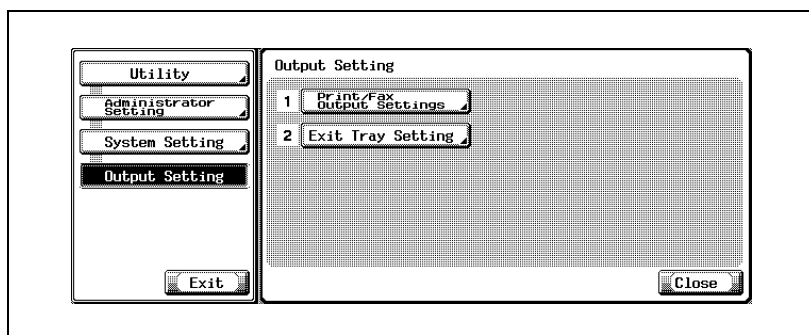 Utility
Administrator
Setting
System Setting
Output Setting
Exit
Output Setting
1 Print/Fax
Output Settings
2 Exit Tray Setting
Close